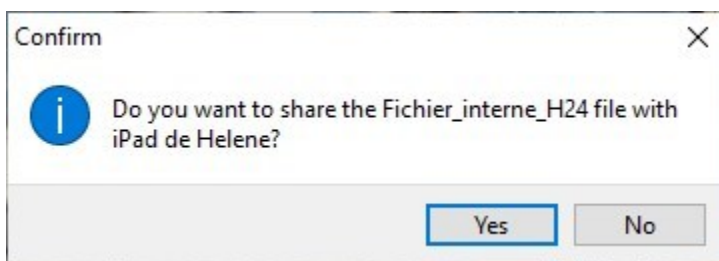 Confirm
Do you want to share the Fichier_interne_H24 file with
iPad de Helene?
Yes No